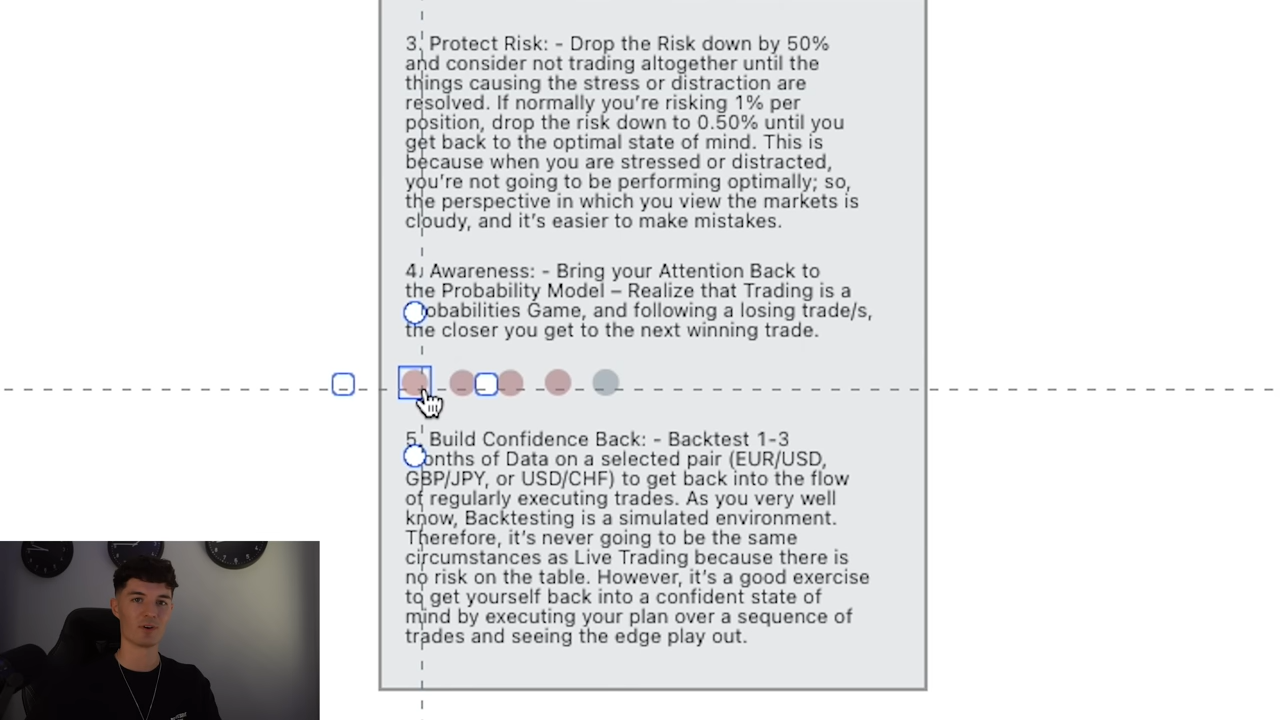 3. Protect Risk: - Drop the Risk down by 50%
and consider not trading altogether until the
things causing the stress or distraction are
resolved. If normally you're risking 1% per
position, drop the risk down to 0.50% until you
get back to the optimal state of mind. This is
because when you are stressed or distracted,
you're not going to be performing optimally; so,
the perspective in which you view the markets is
cloudy, and it's easier to make mistakes.
4. Awareness: - Bring your Attention Back to
the Probability Model – Realize that Trading is a
Probabilities Game, and following a losing trade/s,
the closer you get to the next winning trade.
5. Build Confidence Back: - Backtest 1-3
Months of Data on a selected pair (EUR/USD,
GBP/JPY, or USD/CHF) to get back into the flow
of regularly executing trades. As you very well
know, Backtesting is a simulated environment.
Therefore, it's never going to be the same
circumstances as Live Trading because there is
no risk on the table. However, it's a good exercise
to get yourself back into a confident state of
mind by executing your plan over a sequence of
trades and seeing the edge play out.